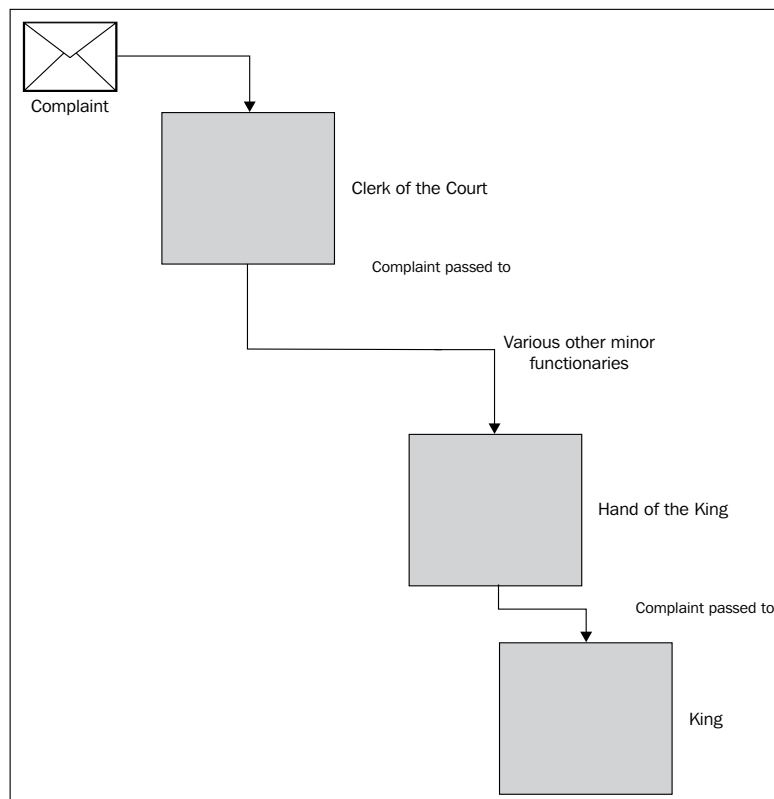 Complaint
Clerk of the Court
Complaint passed to
Various other minor
functionaries
Hand of the King
Complaint passed to
King